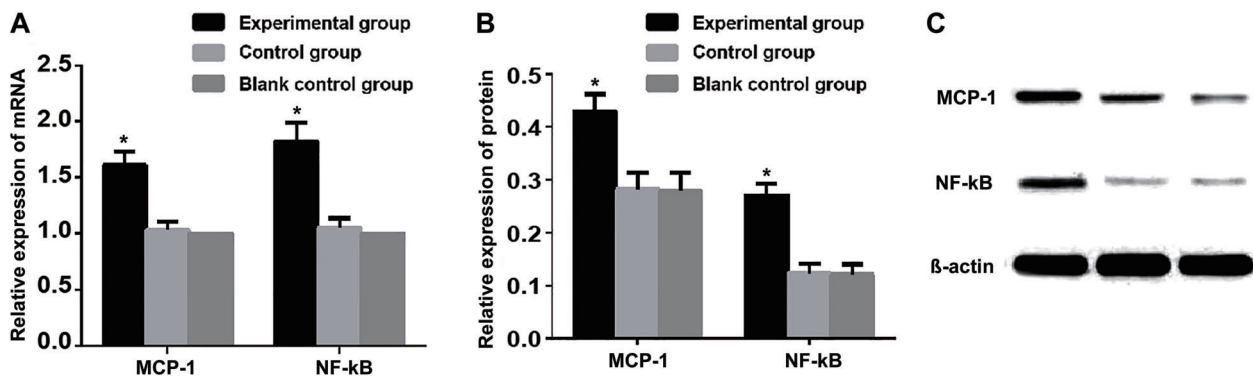 A
Experimental group
Control group
Blank control group
Relative expression of mRNA
2.5
2.0
1.5
1.0
0.5
0.0
*
*
MCP-1
NF-kB
B
Experimental group
Control group
Blank control group
Relative expression of protein
0.5
0.4
0.3
0.2
0.1
0.0
*
*
MCP-1
NF-kB
C
MCP-1
NF-kB
ß-actin